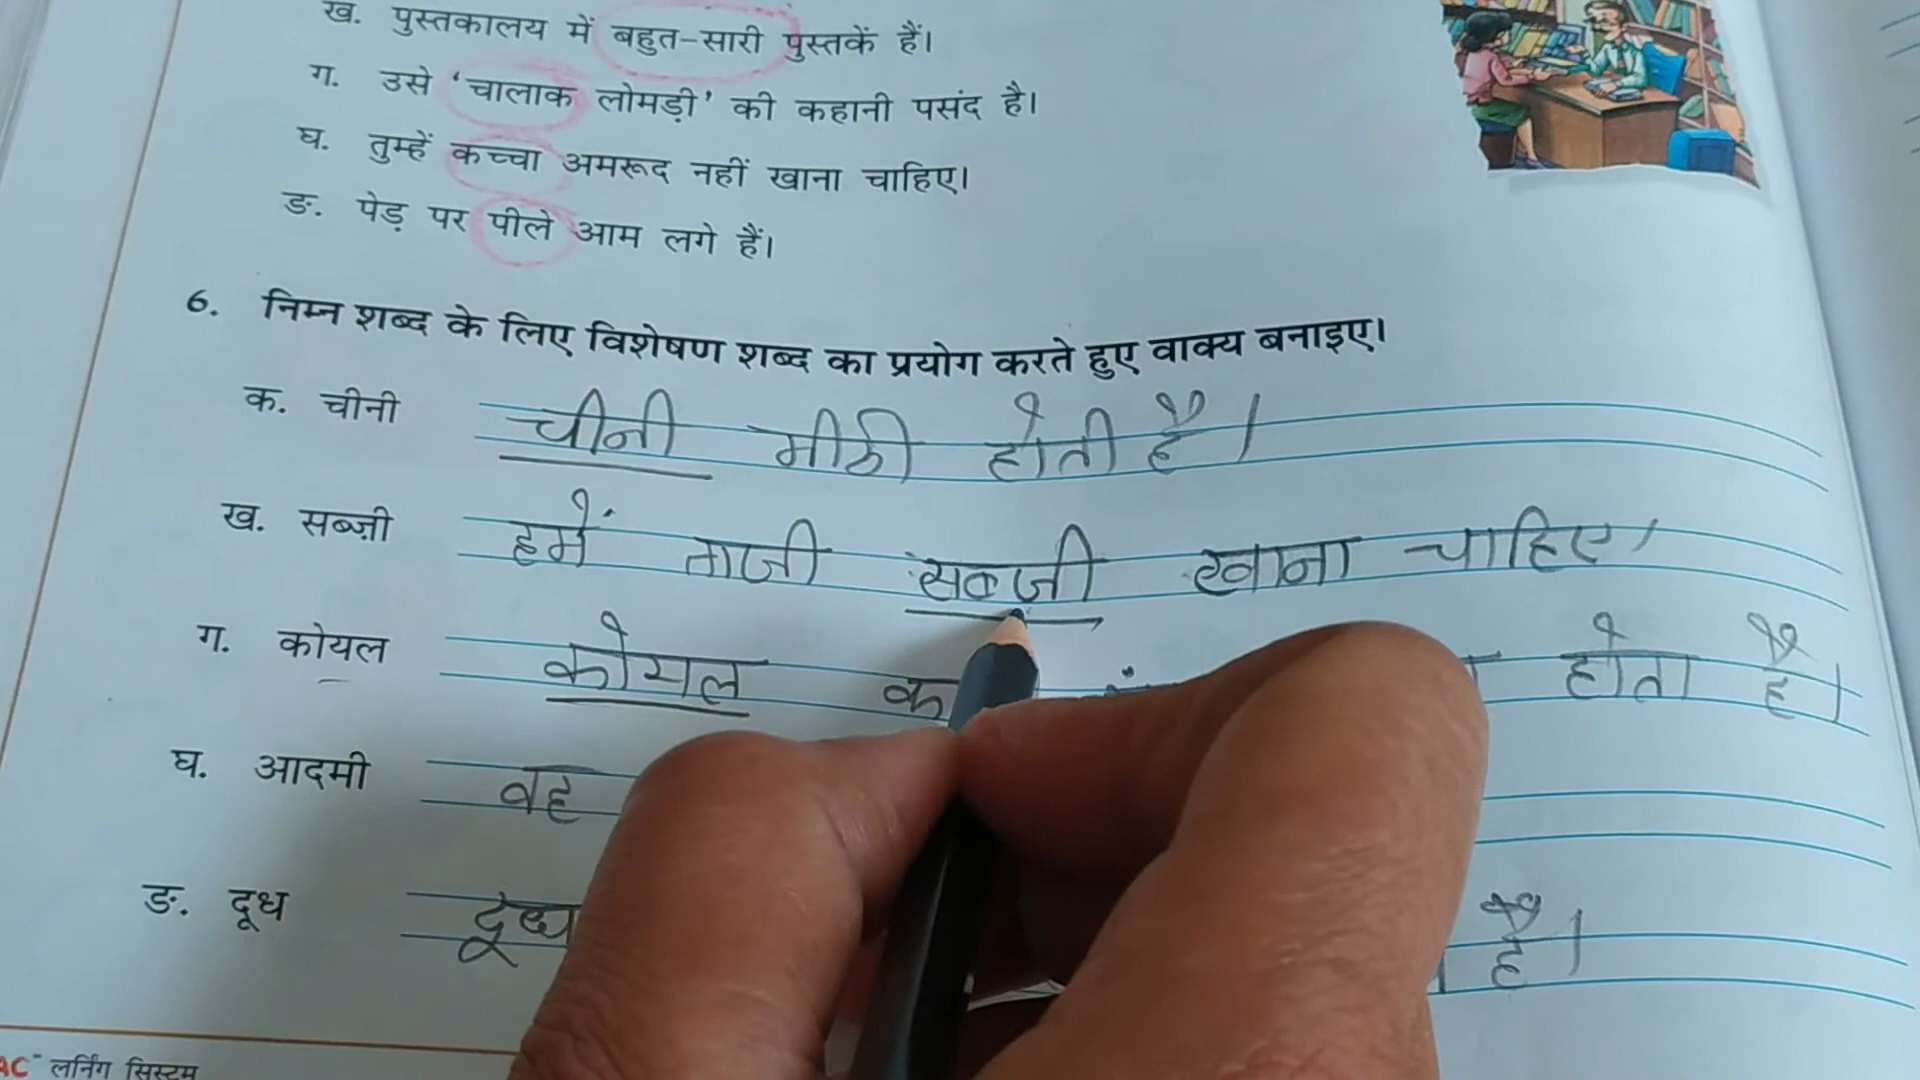 ख. पुस्तकालय में बहुत-सारी पुस्तकें हैं।
ग. उसे ‘चालाक लोमड़ी’ की कहानी पसंद है।
घ. तुम्हें कच्चा अमरूद नहीं खाना चाहिए।
ङ. पेड़ पर पीले आम लगे हैं।
6. निम्न शब्द के लिए विशेषण शब्द का प्रयोग करते हुए वाक्य बनाइए।
क. चीनी चीनी मीठी होती है।
ख. सब्ज़ी हमें ताजी सब्जी खाना चाहिए।
ग. कोयल कोयल का होता है।
घ. आदमी वह
ङ. दूध दूध है।
AC लर्निंग सिस्टम